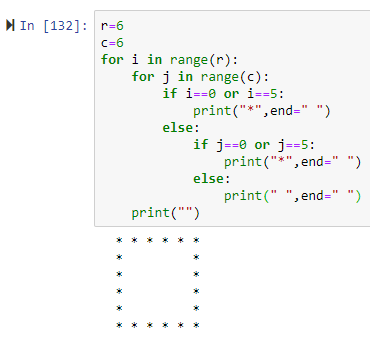 In [132]: r=6
c=6
for i in range(r):
    for j in range(c):
        if i==0 or i==5:
            print("*",end=" ")
        else:
            if j==0 or j==5:
                print("*",end=" ")
            else:
                print(" ",end=" ")
    print("")
* * * * * *
*         *
*         *
*         *
*         *
* * * * * *